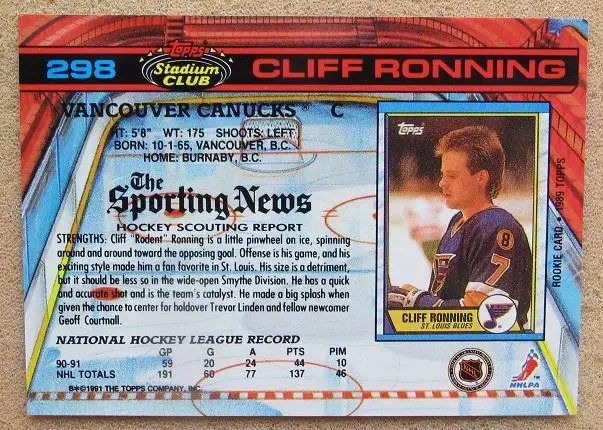 298
Topps
Stadium
CLUB
CLIFF RONNING
VANCOUVER CANUCKS® C
HT: 5'8" WT: 175 SHOOTS: LEFT
BORN: 10-1-65, VANCOUVER, B.C.
HOME: BURNABY, B.C.
The
Sporting News
HOCKEY SCOUTING REPORT
STRENGTHS: Cliff "Rodent" Ronning is a little pinwheel on ice, spinning
around and around toward the opposing goal. Offense is his game, and his
exciting style made him a fan favorite in St. Louis. His size is a detriment,
but it should be less so in the wide-open Smythe Division. He has a quick
and accurate shot and is the team's catalyst. He made a big splash when
given the chance to center for holdover Trevor Linden and fellow newcomer
Geoff Courtnall.
NATIONAL HOCKEY LEAGUE RECORD
GP G A PTS PIM
90-91 59 20 24 44 10
NHL TOTALS 191 60 77 137 46
B*©1991 THE TOPPS COMPANY, INC.
Topps
8
7
CLIFF RONNING
ST. LOUIS BLUES
ROOKIE CARD • 1989 TOPPS
NHL
NHLPA